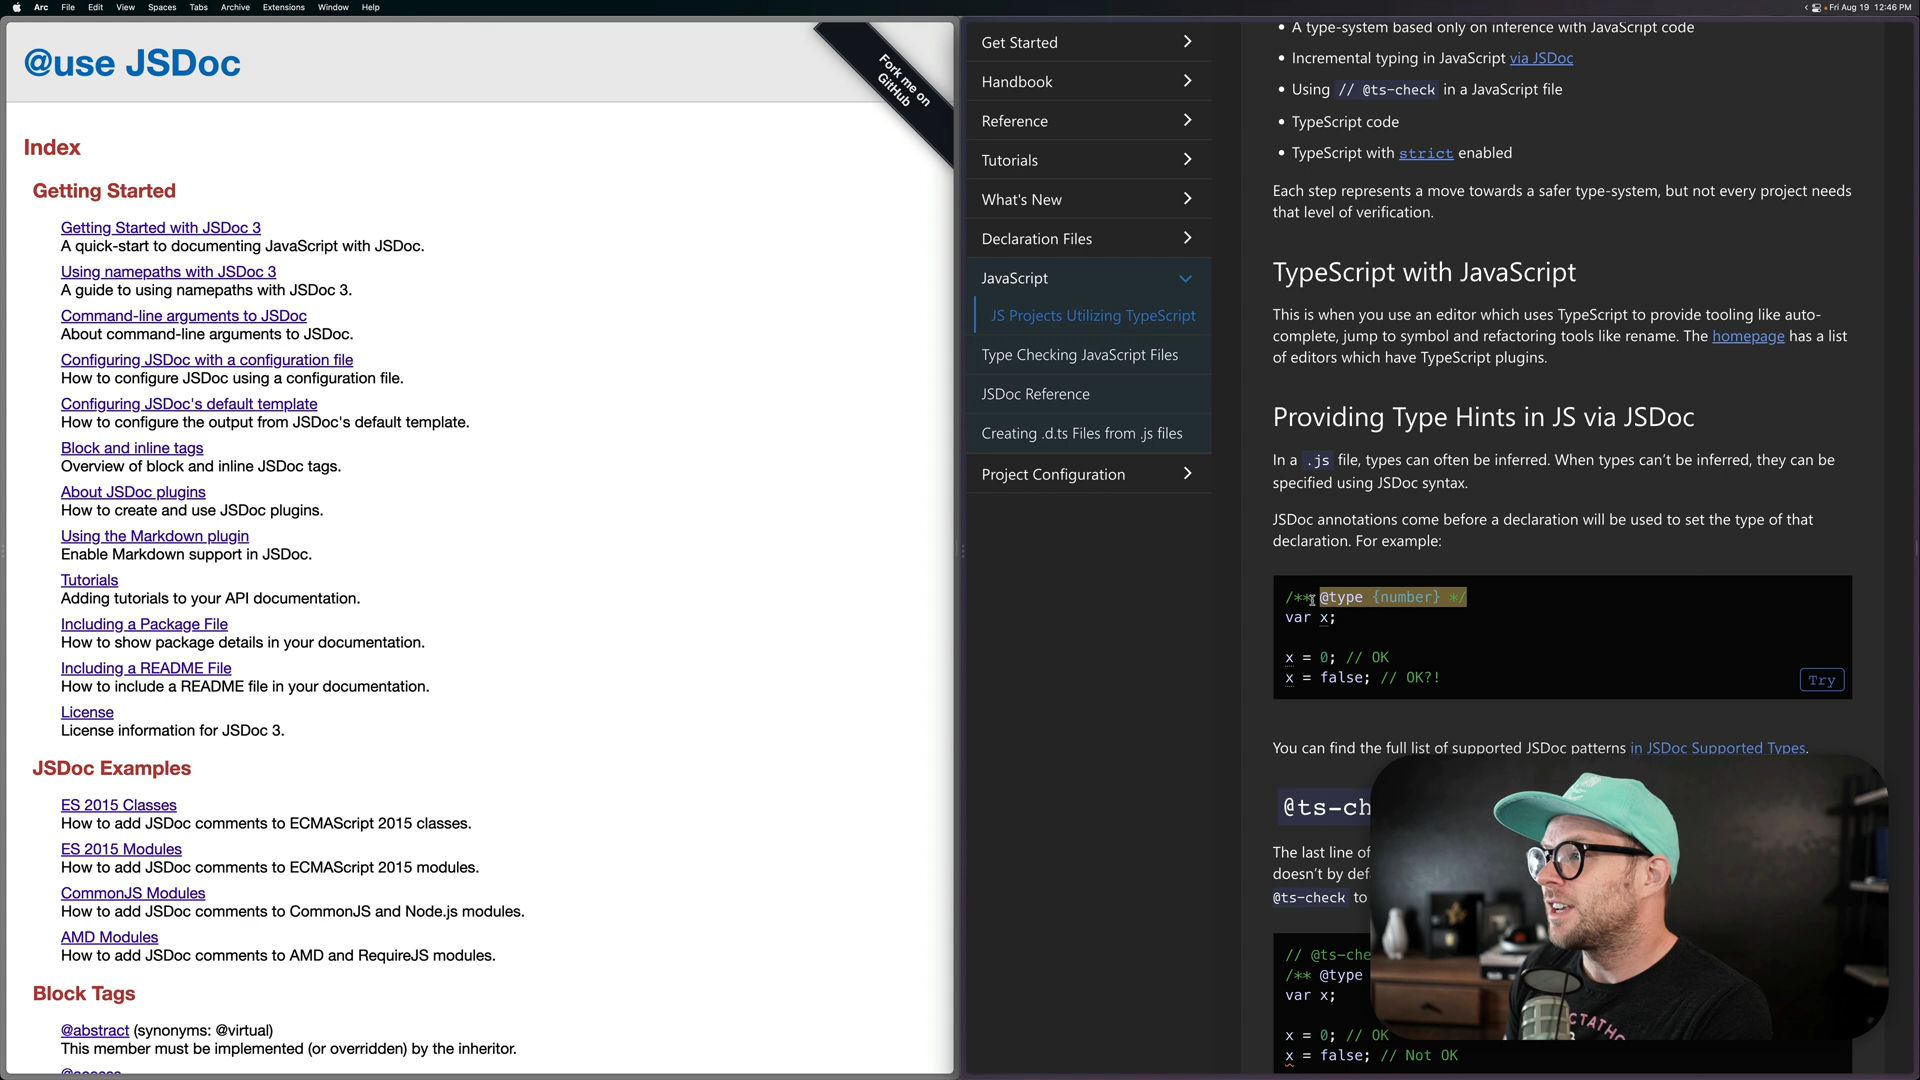 Arc File Edit View Spaces Tabs Archive Extensions Window Help
Fri Aug 19 12:46 PM
@use JSDoc
Fork me on
GitHub
Index
Getting Started
Getting Started with JSDoc 3
A quick-start to documenting JavaScript with JSDoc.
Using namepaths with JSDoc 3
A guide to using namepaths with JSDoc 3.
Command-line arguments to JSDoc
About command-line arguments to JSDoc.
Configuring JSDoc with a configuration file
How to configure JSDoc using a configuration file.
Configuring JSDoc's default template
How to configure the output from JSDoc's default template.
Block and inline tags
Overview of block and inline JSDoc tags.
About JSDoc plugins
How to create and use JSDoc plugins.
Using the Markdown plugin
Enable Markdown support in JSDoc.
Tutorials
Adding tutorials to your API documentation.
Including a Package File
How to show package details in your documentation.
Including a README File
How to include a README file in your documentation.
License
License information for JSDoc 3.
JSDoc Examples
ES 2015 Classes
How to add JSDoc comments to ECMAScript 2015 classes.
ES 2015 Modules
How to add JSDoc comments to ECMAScript 2015 modules.
CommonJS Modules
How to add JSDoc comments to CommonJS and Node.js modules.
AMD Modules
How to add JSDoc comments to AMD and RequireJS modules.
Block Tags
@abstract (synonyms: @virtual)
This member must be implemented (or overridden) by the inheritor.
Get Started
Handbook
Reference
Tutorials
What's New
Declaration Files
JavaScript
JS Projects Utilizing TypeScript
Type Checking JavaScript Files
JSDoc Reference
Creating .d.ts Files from .js files
Project Configuration
• A type-system based only on inference with JavaScript code
• Incremental typing in JavaScript via JSDoc
• Using // @ts-check in a JavaScript file
• TypeScript code
• TypeScript with strict enabled
Each step represents a move towards a safer type-system, but not every project needs
that level of verification.
TypeScript with JavaScript
This is when you use an editor which uses TypeScript to provide tooling like auto-
complete, jump to symbol and refactoring tools like rename. The homepage has a list
of editors which have TypeScript plugins.
Providing Type Hints in JS via JSDoc
In a .js file, types can often be inferred. When types can’t be inferred, they can be
specified using JSDoc syntax.
JSDoc annotations come before a declaration will be used to set the type of that
declaration. For example:
/** @type {number} */
var x;
x = 0; // OK
x = false; // OK?!
Try
You can find the full list of supported JSDoc patterns in JSDoc Supported Types.
@ts-ch
The last line of
doesn’t by def
@ts-check to
// @ts-che
/** @type
var x;
x = 0; // OK
x = false; // Not OK
CTATHO